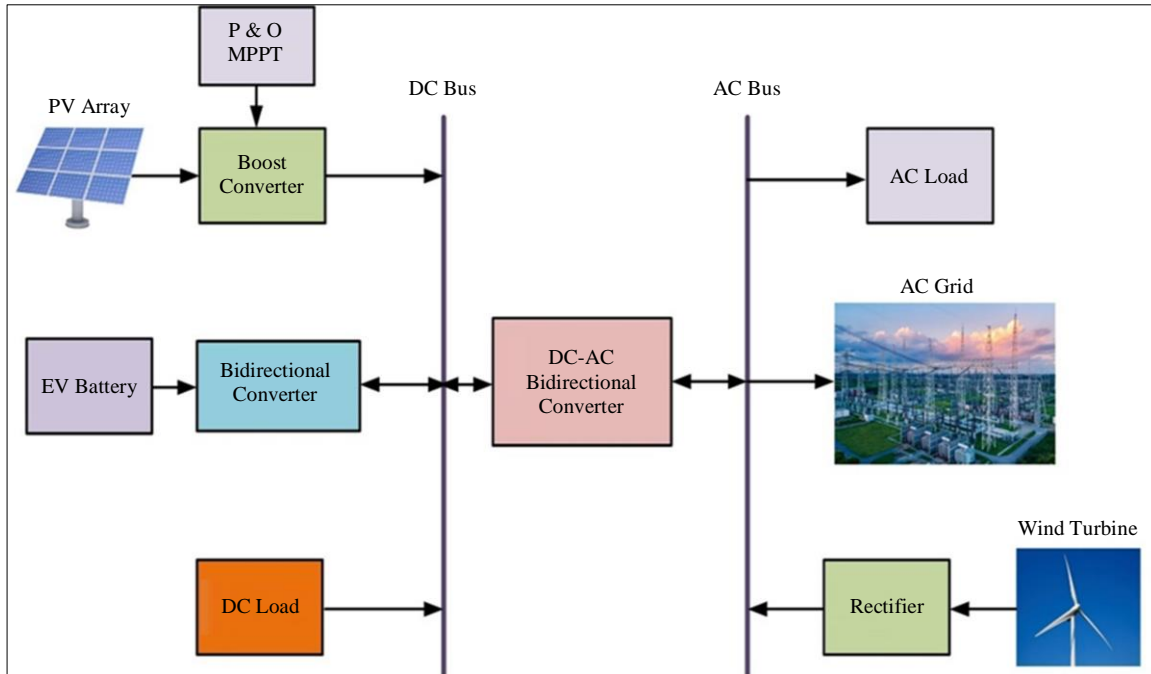 P & O
MPPT
DC Bus
AC Bus
PV Array
Boost
Converter
AC Load
AC Grid
EV Battery
Bidirectional
Converter
DC-AC
Bidirectional
Converter
Wind Turbine
DC Load
Rectifier